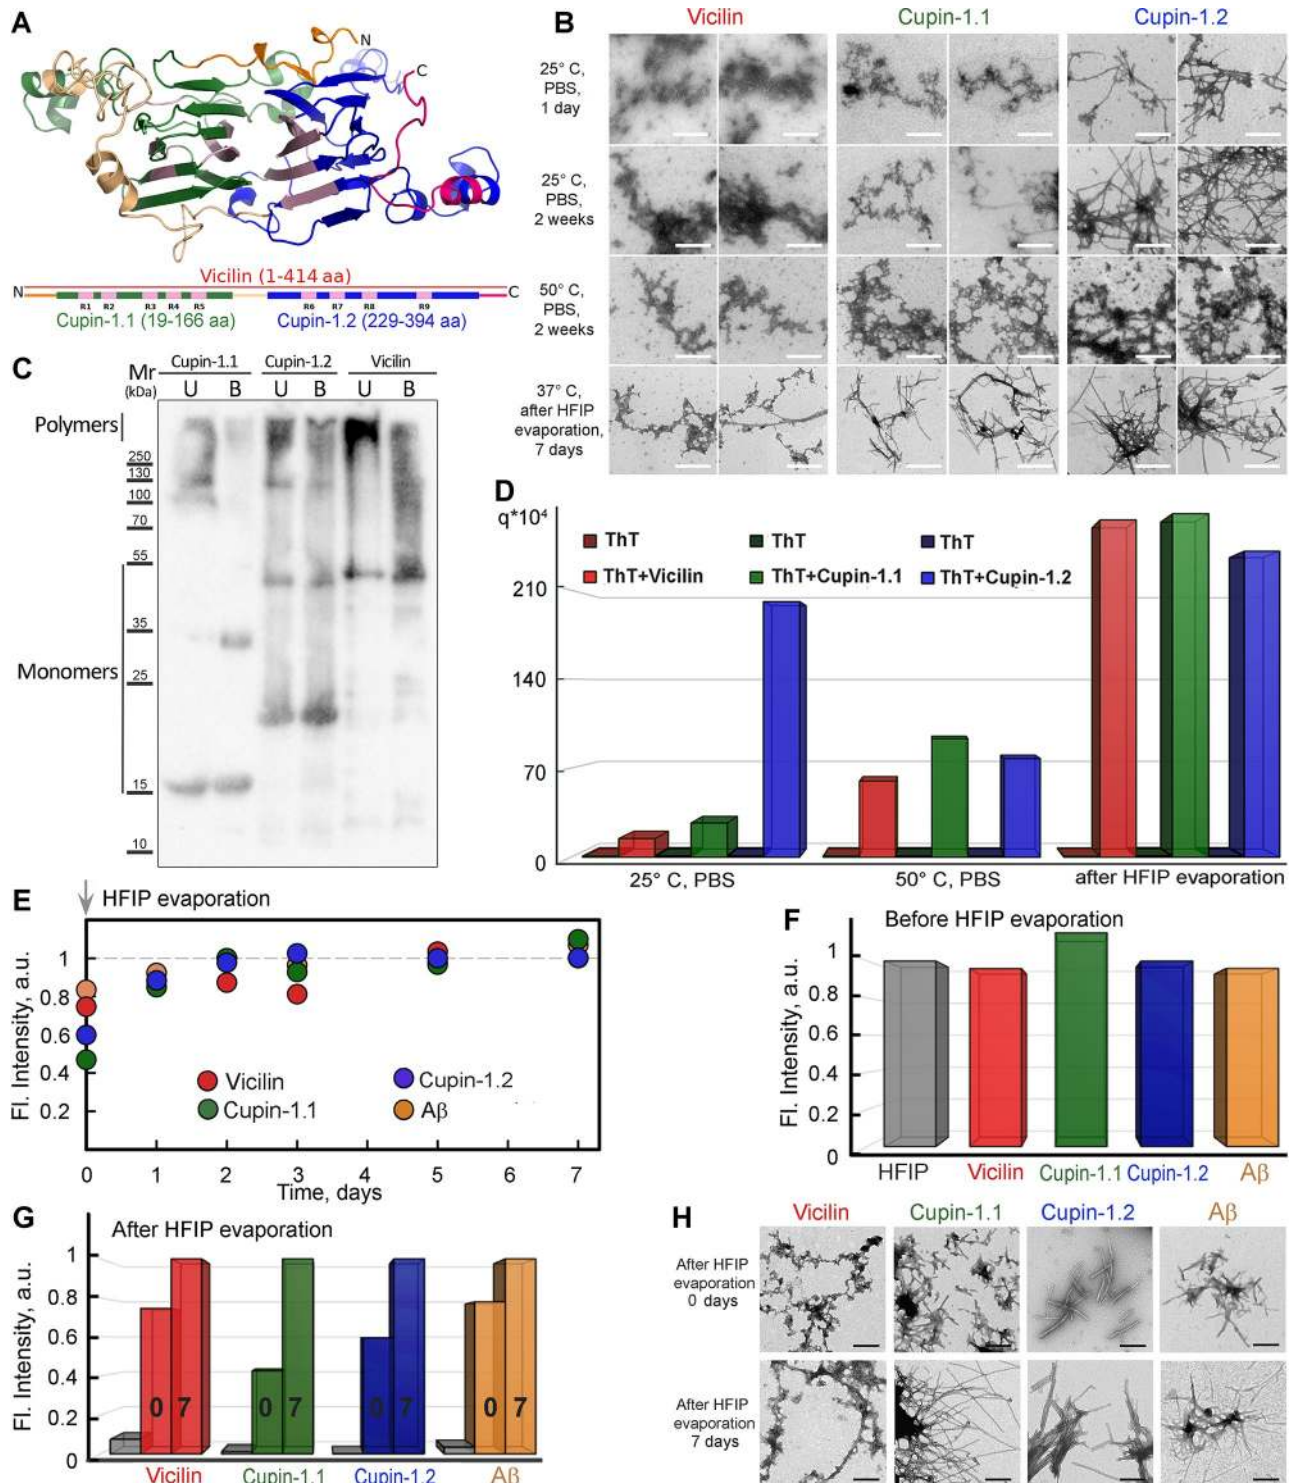 A
N
C
Vicilin (1-414 aa)
N
C
R1 R2 R3 R4 R5 R6 R7 R8 R9
Cupin-1.1 (19-166 aa)
Cupin-1.2 (229-394 aa)
B
Vicilin
Cupin-1.1
Cupin-1.2
25° C,
PBS,
1 day
25° C,
PBS,
2 weeks
50° C,
PBS,
2 weeks
37° C,
after HFIP
evaporation,
7 days
C
Mr
(kDa)
Cupin-1.1
Cupin-1.2
Vicilin
U B U B U B
Polymers
250
130
100
70
55
35
Monomers
25
15
10
D
q*10⁴
ThT
ThT
ThT
ThT+Vicilin
ThT+Cupin-1.1
ThT+Cupin-1.2
210
140
70
0
25° C, PBS
50° C, PBS
after HFIP evaporation
E
HFIP evaporation
Fl. Intensity, a.u.
1
0.8
0.6
0.4
0.2
Vicilin
Cupin-1.2
Cupin-1.1
Aβ
0 1 2 3 4 5 6 7
Time, days
F
Before HFIP evaporation
Fl. Intensity, a.u.
1
0.8
0.6
0.4
0.2
0
HFIP
Vicilin
Cupin-1.1
Cupin-1.2
Aβ
G
After HFIP evaporation
Fl. Intensity, a.u.
1
0.8
0.6
0.4
0.2
0
0 7 0 7 0 7 0 7
Vicilin
Cupin-1.1
Cupin-1.2
Aβ
H
Vicilin
Cupin-1.1
Cupin-1.2
Aβ
After HFIP
evaporation
0 days
After HFIP
evaporation
7 days